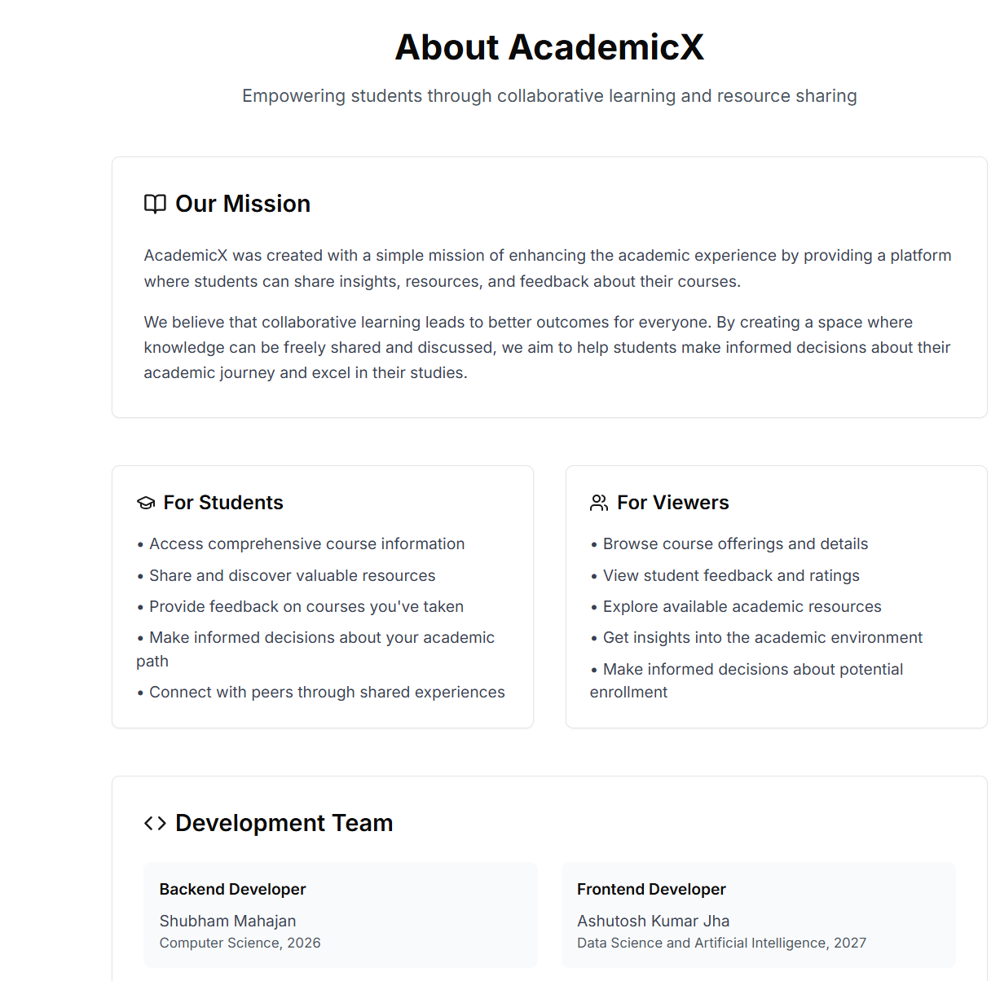 About AcademicX
Empowering students through collaborative learning and resource sharing
Our Mission
AcademicX was created with a simple mission of enhancing the academic experience by providing a platform
where students can share insights, resources, and feedback about their courses.
We believe that collaborative learning leads to better outcomes for everyone. By creating a space where
knowledge can be freely shared and discussed, we aim to help students make informed decisions about their
academic journey and excel in their studies.
For Students
• Access comprehensive course information
• Share and discover valuable resources
• Provide feedback on courses you've taken
• Make informed decisions about your academic
path
• Connect with peers through shared experiences
For Viewers
• Browse course offerings and details
• View student feedback and ratings
• Explore available academic resources
• Get insights into the academic environment
• Make informed decisions about potential
enrollment
Development Team
Backend Developer
Shubham Mahajan
Computer Science, 2026
Frontend Developer
Ashutosh Kumar Jha
Data Science and Artificial Intelligence, 2027